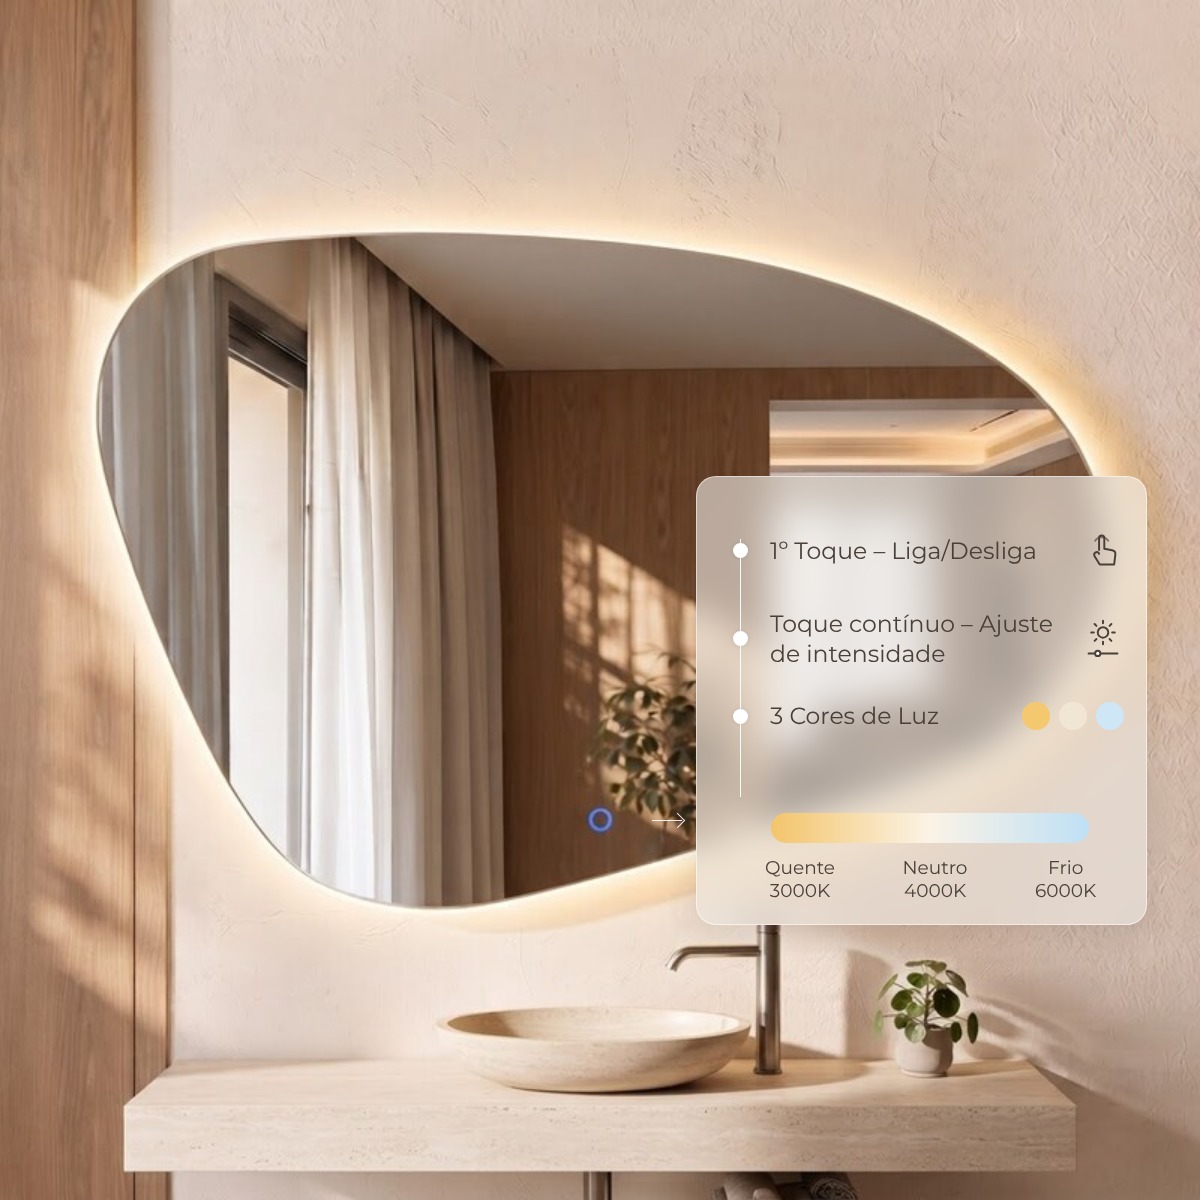 1º Toque – Liga/Desliga
Toque contínuo – Ajuste
de intensidade
3 Cores de Luz
Quente Neutro Frio
3000K 4000K 6000K